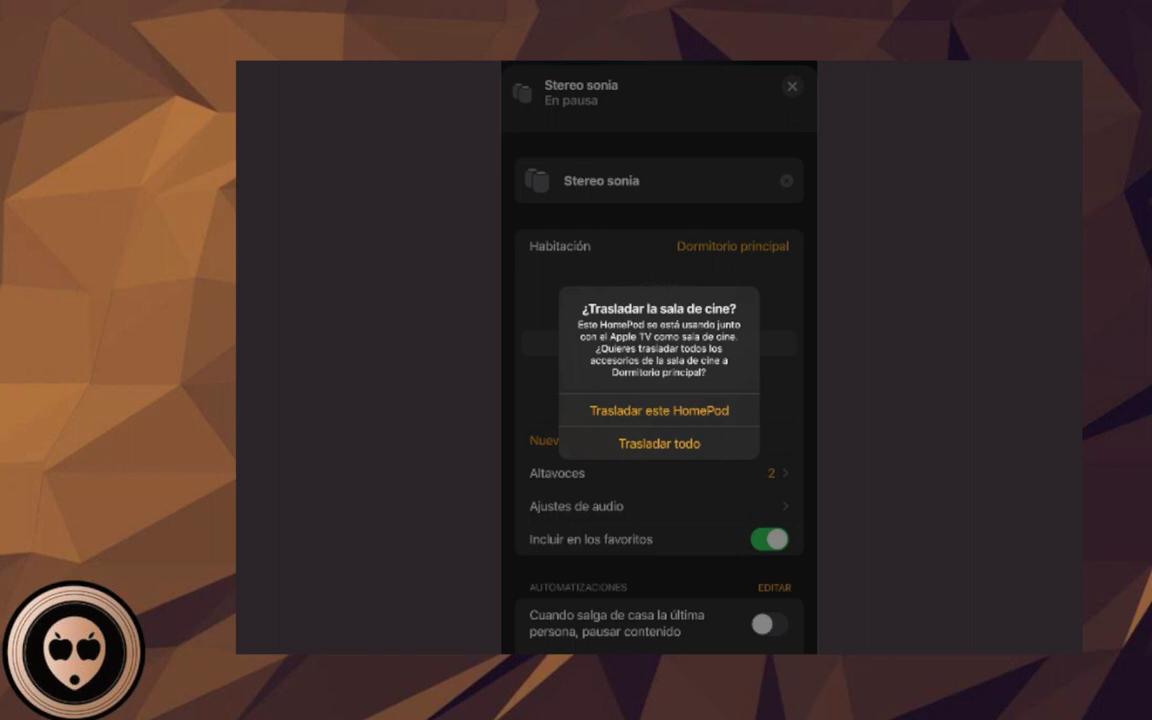 Stereo sonia
En pausa
Stereo sonia
Habitación Dormitorio principal
¿Trasladar la sala de cine?
Este HomePod se está usando junto
con el Apple TV como sala de cine.
¿Quieres trasladar todos los
accesorios de la sala de cine a
Dormitorio principal?
Trasladar este HomePod
Nuev
Trasladar todo
Altavoces 2
Ajustes de audio
Incluir en los favoritos
AUTOMATIZACIONES EDITAR
Cuando salga de casa la última
persona, pausar contenido